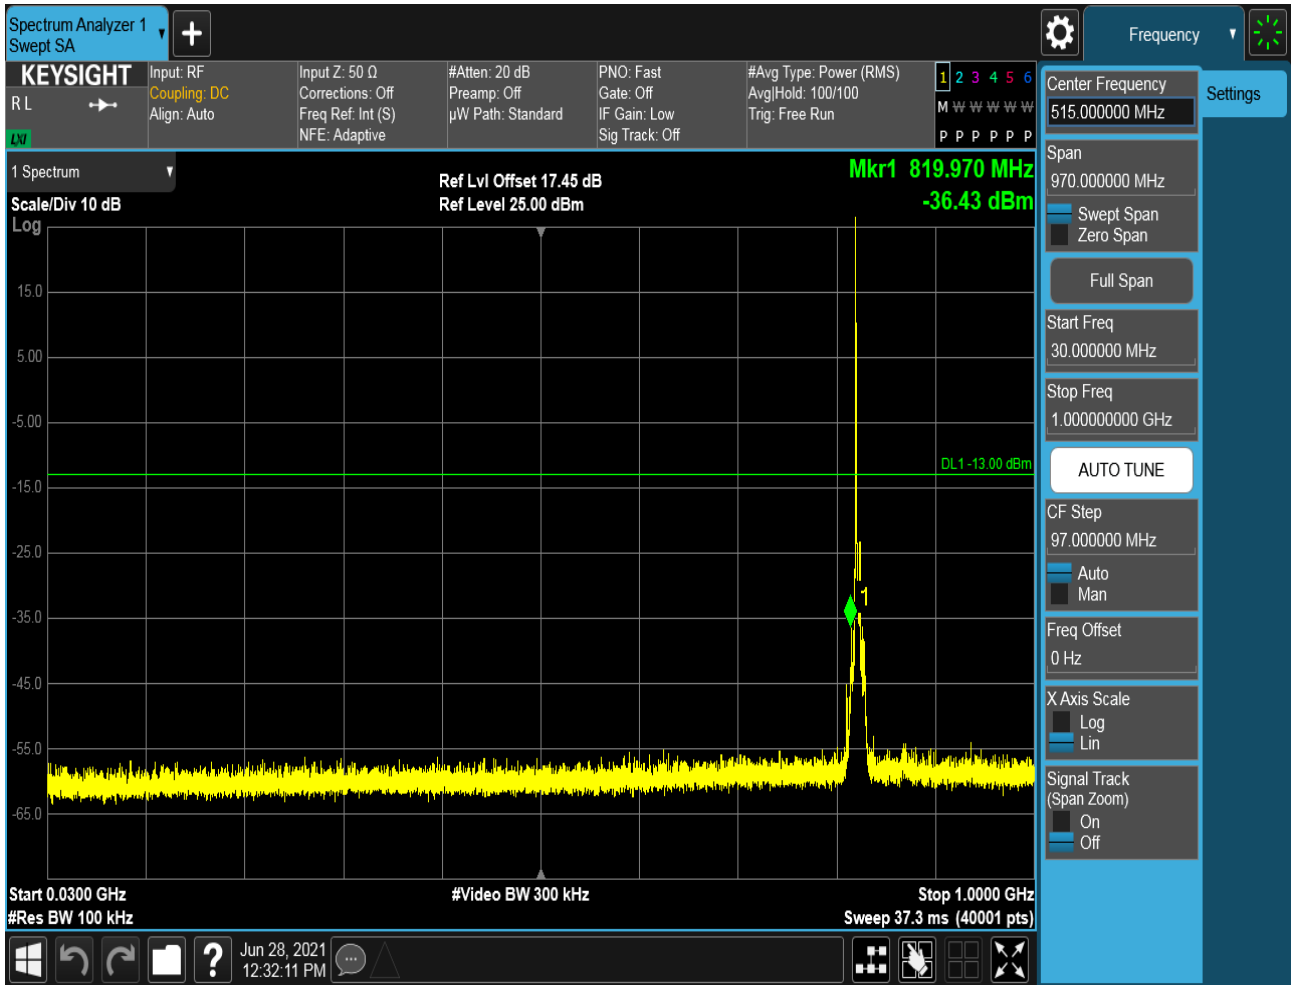 Spectrum Analyzer 1
Swept SA
Frequency
KEYSIGHT
R L
LXI
Input: RF
Coupling: DC
Align: Auto
Input Z: 50 Ω
Corrections: Off
Freq Ref: Int (S)
NFE: Adaptive
#Atten: 20 dB
Preamp: Off
µW Path: Standard
PNO: Fast
Gate: Off
IF Gain: Low
Sig Track: Off
#Avg Type: Power (RMS)
Avg|Hold: 100/100
Trig: Free Run
1 2 3 4 5 6
M W W W W W
P P P P P P
1 Spectrum
Scale/Div 10 dB
Log
Ref Lvl Offset 17.45 dB
Ref Level 25.00 dBm
Mkr1 819.970 MHz
-36.43 dBm
15.0
5.00
-5.00
DL1 -13.00 dBm
-15.0
-25.0
1
-35.0
-45.0
-55.0
-65.0
Start 0.0300 GHz
#Res BW 100 kHz
#Video BW 300 kHz
Stop 1.0000 GHz
Sweep 37.3 ms (40001 pts)
Center Frequency
515.000000 MHz
Settings
Span
970.000000 MHz
Swept Span
Zero Span
Full Span
Start Freq
30.000000 MHz
Stop Freq
1.000000000 GHz
AUTO TUNE
CF Step
97.000000 MHz
Auto
Man
Freq Offset
0 Hz
X Axis Scale
Log
Lin
Signal Track
(Span Zoom)
On
Off
?
Jun 28, 2021
12:32:11 PM